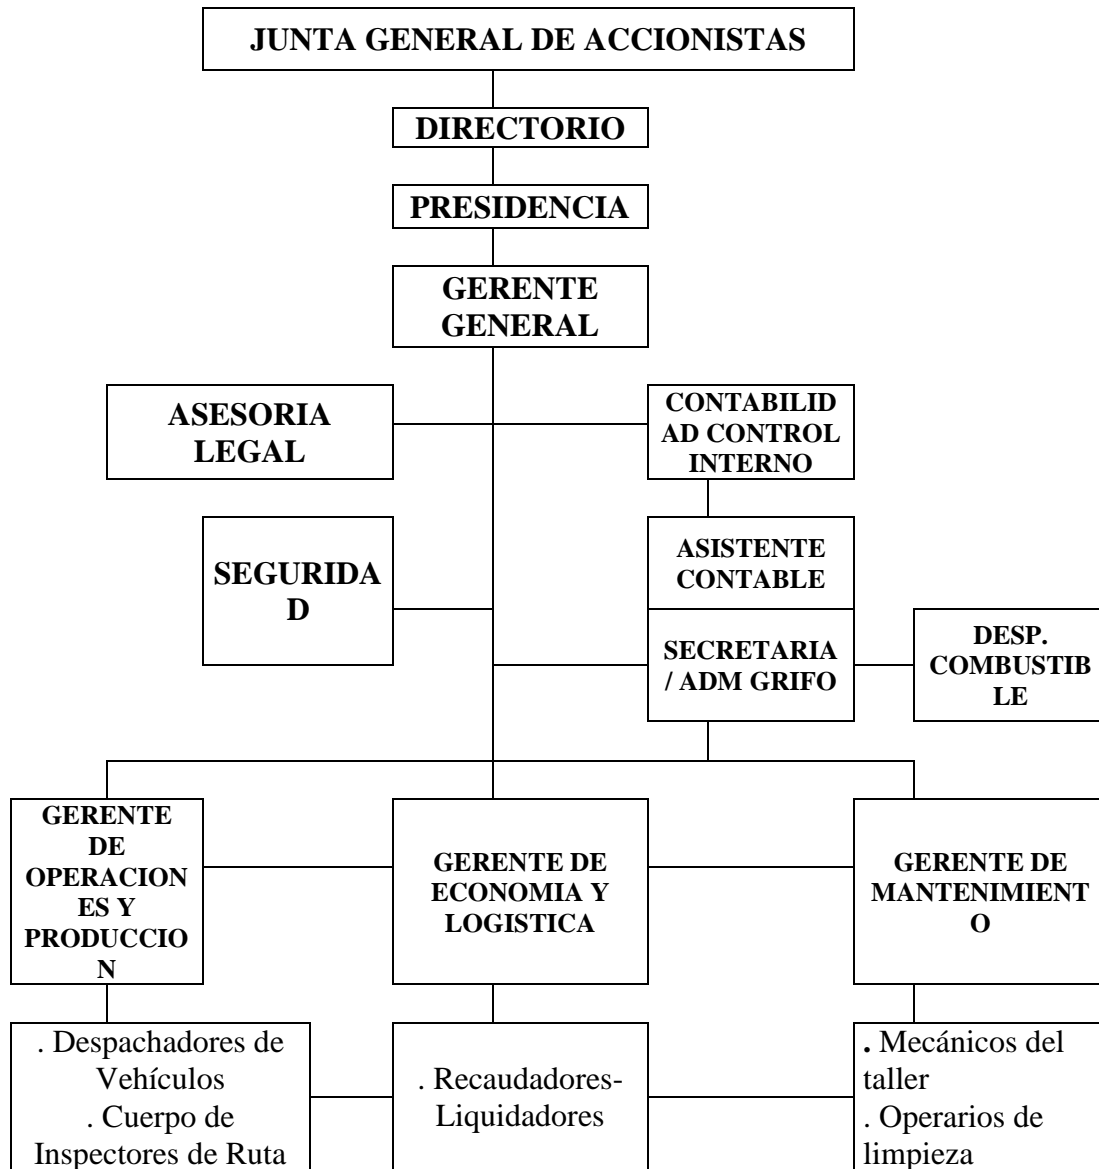 JUNTA GENERAL DE ACCIONISTAS
DIRECTORIO
PRESIDENCIA
GERENTE
GENERAL
ASESORIA
LEGAL
CONTABILID
AD CONTROL
INTERNO
SEGURIDA
D
ASISTENTE
CONTABLE
SECRETARIA
/ ADM GRIFO
DESP.
COMBUSTIB
LE
GERENTE
DE
OPERACION
ES Y
PRODUCCIO
N
GERENTE DE
ECONOMIA Y
LOGISTICA
GERENTE DE
MANTENIMIENT
O
. Despachadores de
Vehículos
. Cuerpo de
Inspectores de Ruta
. Recaudadores-
Liquidadores
. Mecánicos del
taller
. Operarios de
limpieza